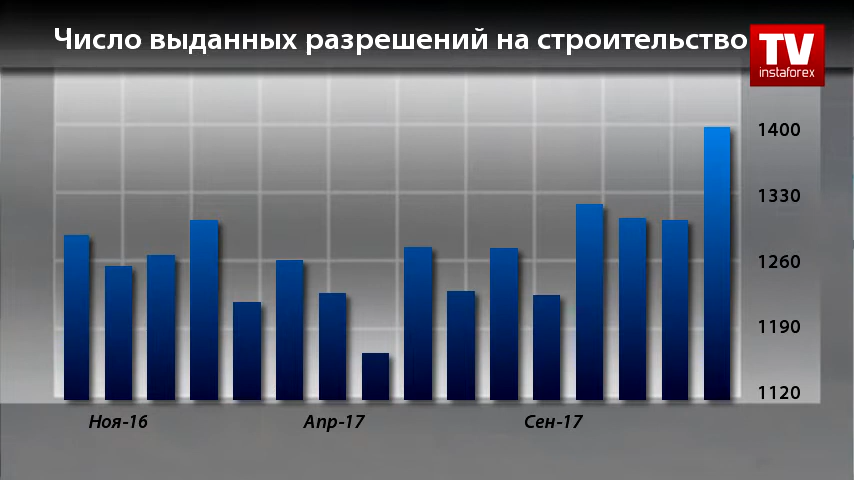 Число выданных разрешений на строительство
TV
instaforex
1400
1330
1260
1190
1120
Ноя-16
Апр-17
Сен-17